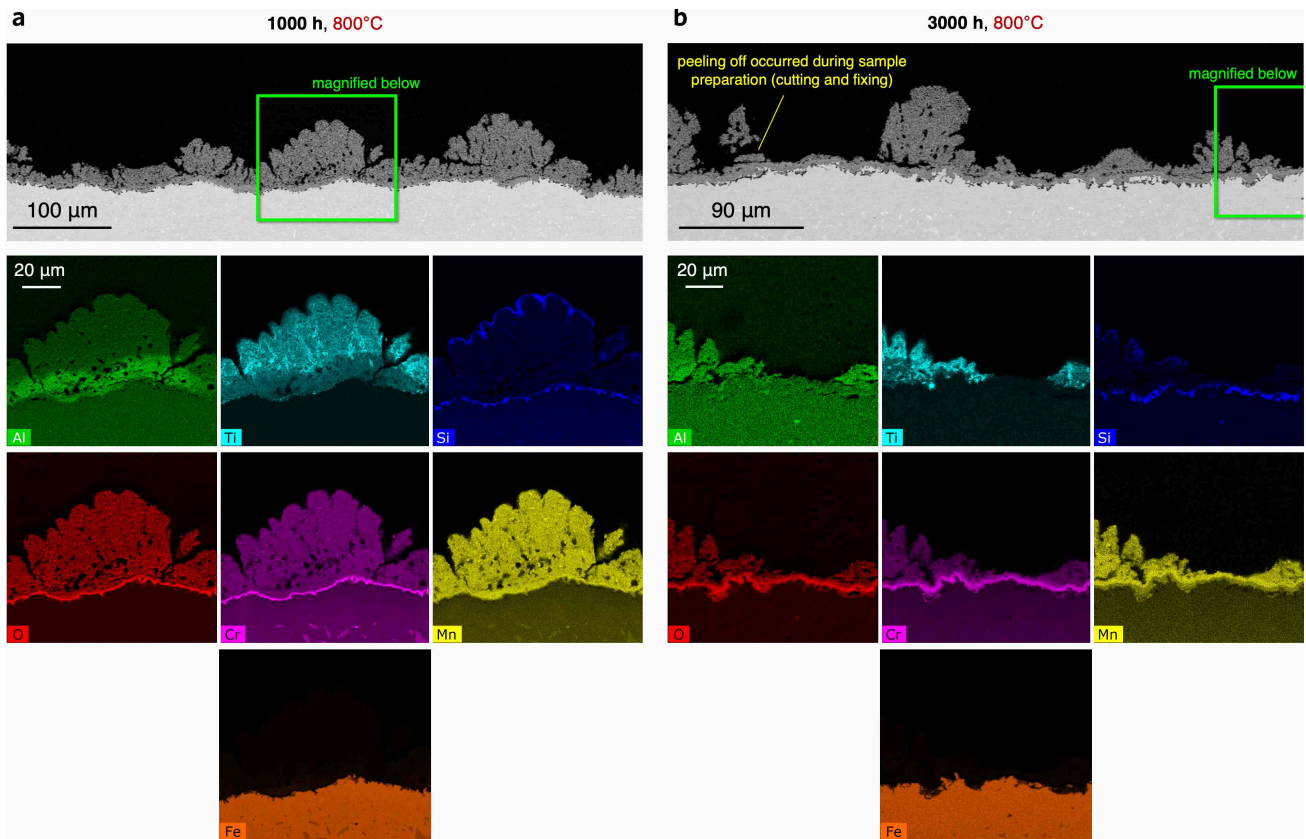 a
1000 h, 800°C
magnified below
100 µm
20 µm
Al
Ti
Si
O
Cr
Mn
Fe
b
3000 h, 800°C
peeling off occurred during sample
preparation (cutting and fixing)
magnified below
90 µm
20 µm
Al
Ti
Si
O
Cr
Mn
Fe